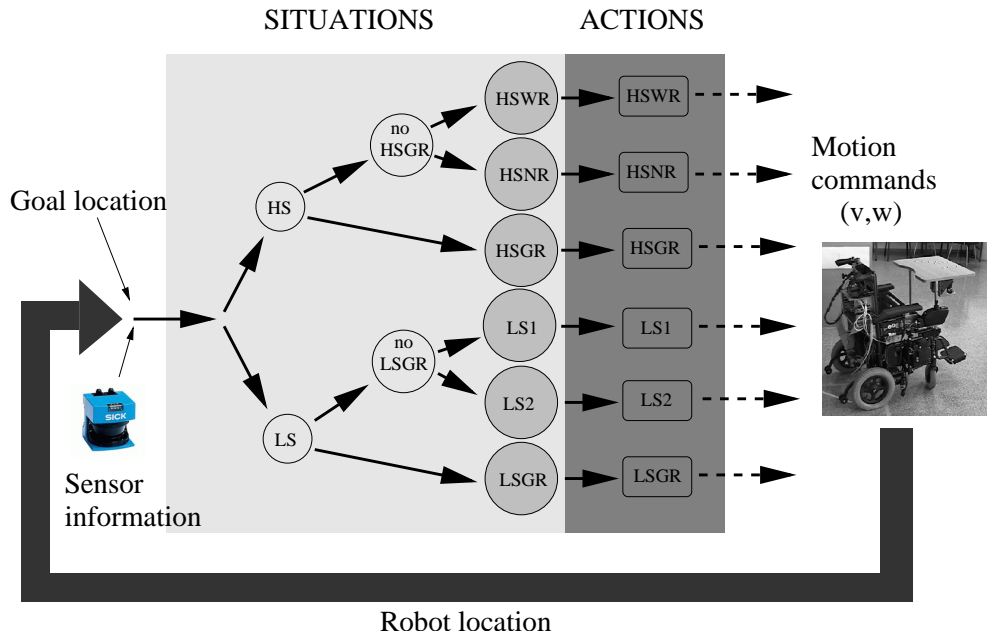 SITUATIONS
ACTIONS
HSWR
HSWR
no
HSGR
HSNR
HSNR
Motion
commands
(v,w)
Goal location
HS
HSGR
HSGR
LS1
LS1
no
LSGR
LS2
LS2
SICK
LS
LSGR
LSGR
Sensor
information
Robot location